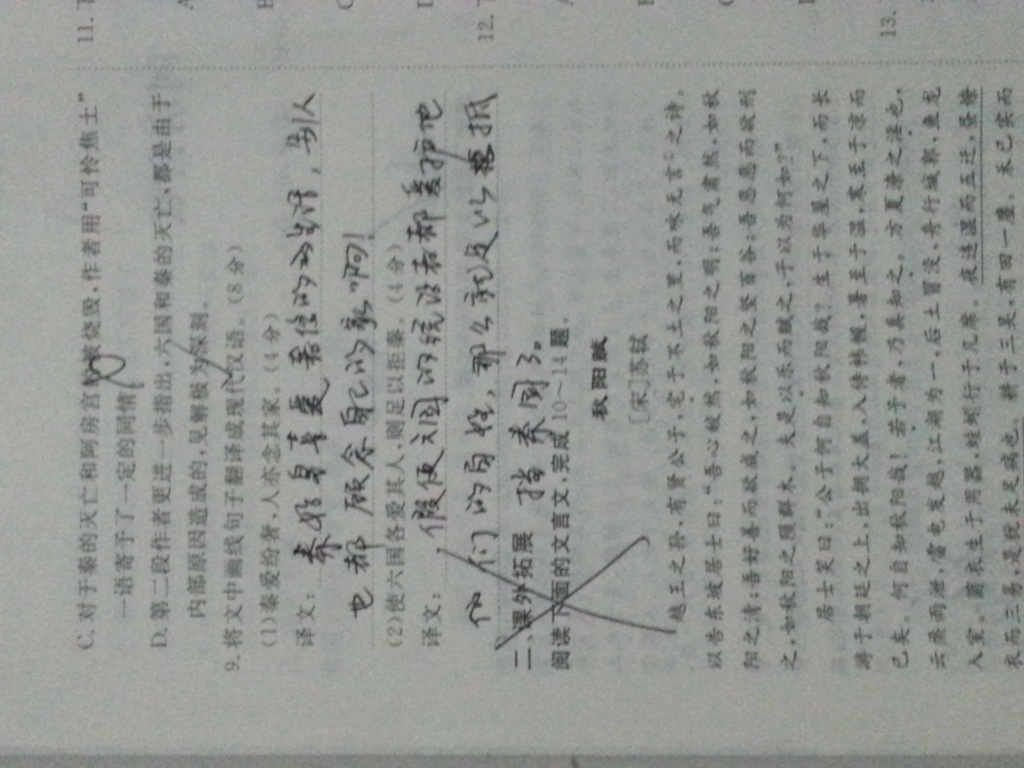 C. 对于秦的灭亡和阿房宫被烧毁,作者用“可怜焦土”
一语寄予了一定的同情。
D. 第二段作者更进一步指出,六国和秦的灭亡,都是由于
内部原因造成的,见解极为深刻。
9. 将文中画线句子翻译成现代汉语。(8分)
(1)秦爱纷奢,人亦念其家。(4分)
译文:
也都顾念自己的家啊!
(2)使六国各爱其人,则足以拒秦。(4分)
译文:假使六国的统治者都爱护他
他们的百姓,那么就足以抵
挡秦国了。
二、课外拓展
阅读下面的文言文,完成10~14题。
秋阳赋
[宋]苏轼
越王之孙,有贤公子,宅于不土之里,而咏无言之诗。
以告东坡居士曰:“吾心皎然,如秋阳之明;吾气肃然,如秋
阳之清;吾好善而欲成之,如秋阳之坚百谷;吾恶恶而欲刑
之,如秋阳之陨群木。夫是以乐而赋之,子以为何如?”
居士笑曰:“公子何自知秋阳哉?生于华屋之下,而长
游于朝廷之上,出拥大盖,入侍帏幄,暑至于温,寒至于凉而
已矣。何自知秋阳哉!若予者,乃真知之。方夏潦之淫也,
云烝雨泄,雷电发越,江湖为一,后土冒没,舟行城郭,鱼龙
入室。菌衣生于用器,蛙蚓行于几席。夜违湿而五迁,昼燎
衣而三易,是犹未足病也。耕于三吴,有田一廛。禾已实而
11.
12.
13.